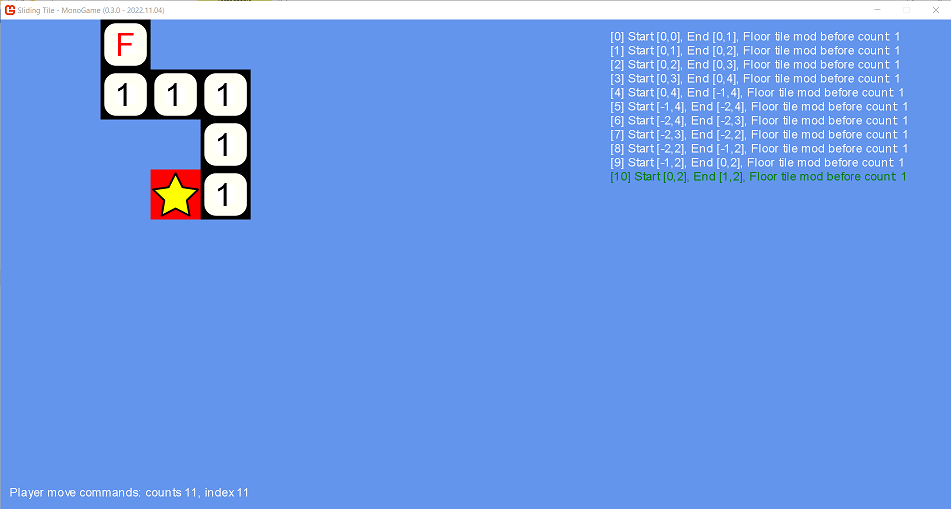 Sliding Tile - MonoGame (0.3.0 - 2022.11.04)
F
1 1 1
1
1
[0] Start [0,0], End [0,1], Floor tile mod before count: 1
[1] Start [0,1], End [0,2], Floor tile mod before count: 1
[2] Start [0,2], End [0,3], Floor tile mod before count: 1
[3] Start [0,3], End [0,4], Floor tile mod before count: 1
[4] Start [0,4], End [-1,4], Floor tile mod before count: 1
[5] Start [-1,4], End [-2,4], Floor tile mod before count: 1
[6] Start [-2,4], End [-2,3], Floor tile mod before count: 1
[7] Start [-2,3], End [-2,2], Floor tile mod before count: 1
[8] Start [-2,2], End [-1,2], Floor tile mod before count: 1
[9] Start [-1,2], End [0,2], Floor tile mod before count: 1
[10] Start [0,2], End [1,2], Floor tile mod before count: 1
Player move commands: counts 11, index 11